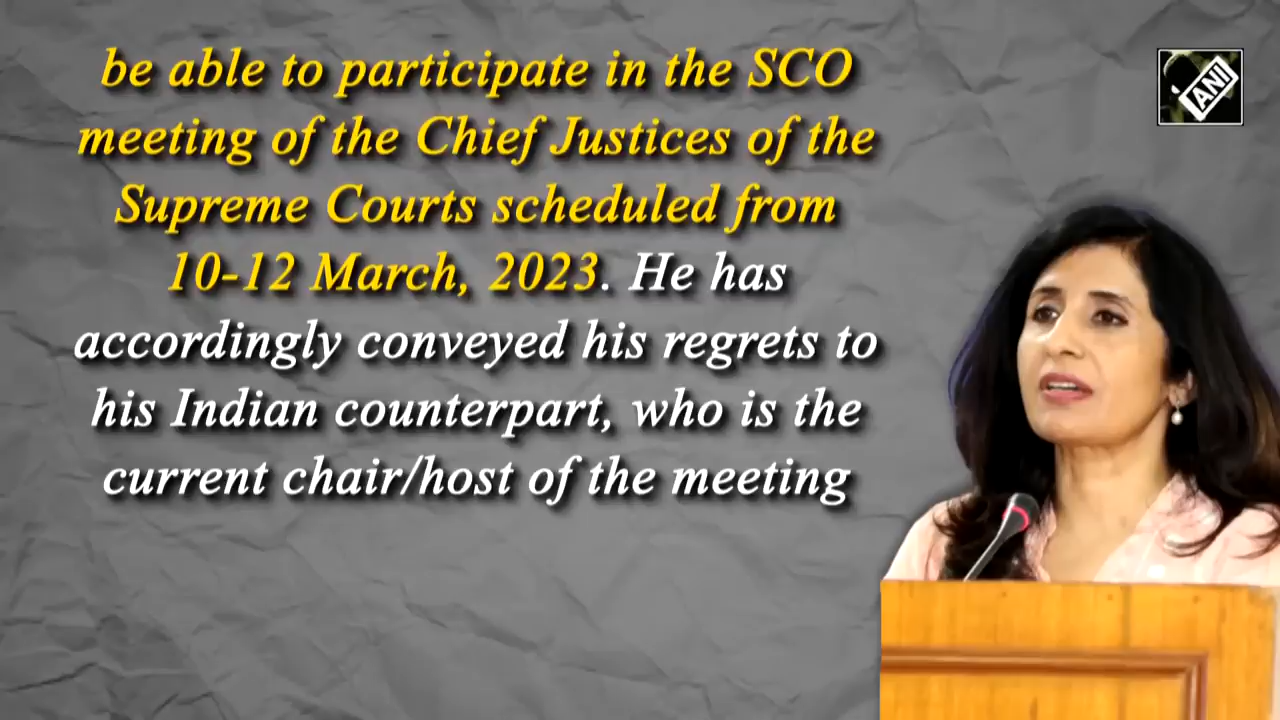 be able to participate in the SCO
meeting of the Chief Justices of the
Supreme Courts scheduled from
10-12 March, 2023. He has
accordingly conveyed his regrets to
his Indian counterpart, who is the
current chair/host of the meeting
ANI